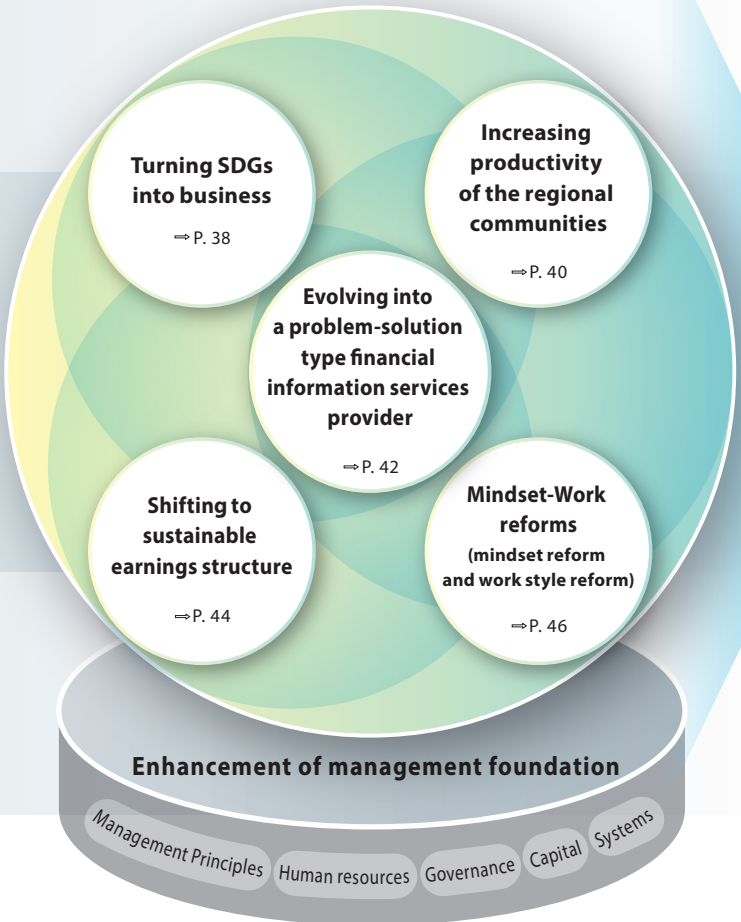 Turning SDGs
into business
⇒ P. 38
Increasing
productivity
of the regional
communities
⇒ P. 40
Evolving into
a problem-solution
type financial
information services
provider
⇒ P. 42
Shifting to
sustainable
earnings structure
⇒ P. 44
Mindset-Work
reforms
(mindset reform
and work style reform)
⇒ P. 46
Enhancement of management foundation
Management Principles
Human resources
Governance
Capital
Systems